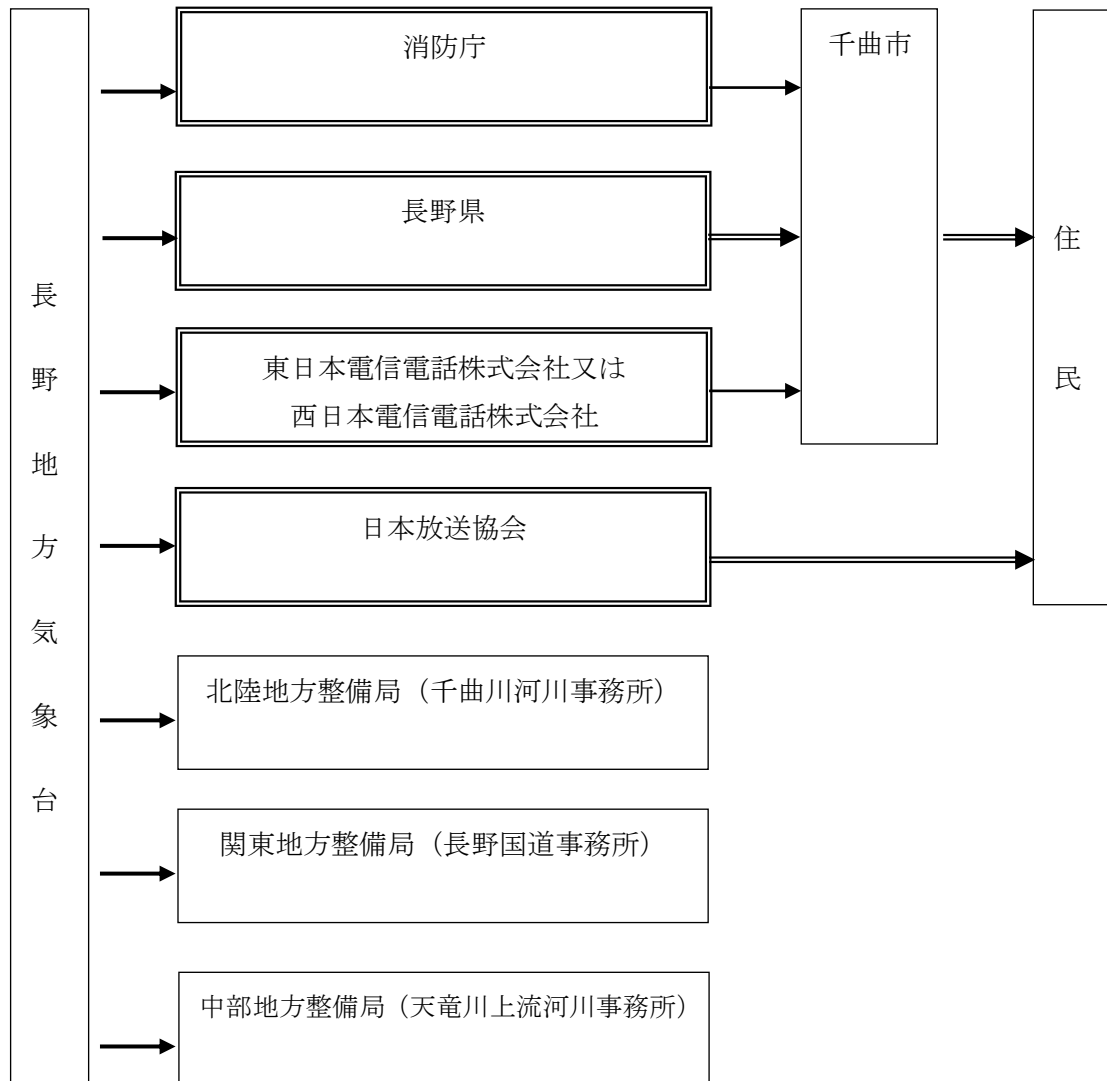 長野地方気象台
消防庁
長野県
東日本電信電話株式会社又は
西日本電信電話株式会社
日本放送協会
北陸地方整備局（千曲川河川事務所）
関東地方整備局（長野国道事務所）
中部地方整備局（天竜川上流河川事務所）
千曲市
住民